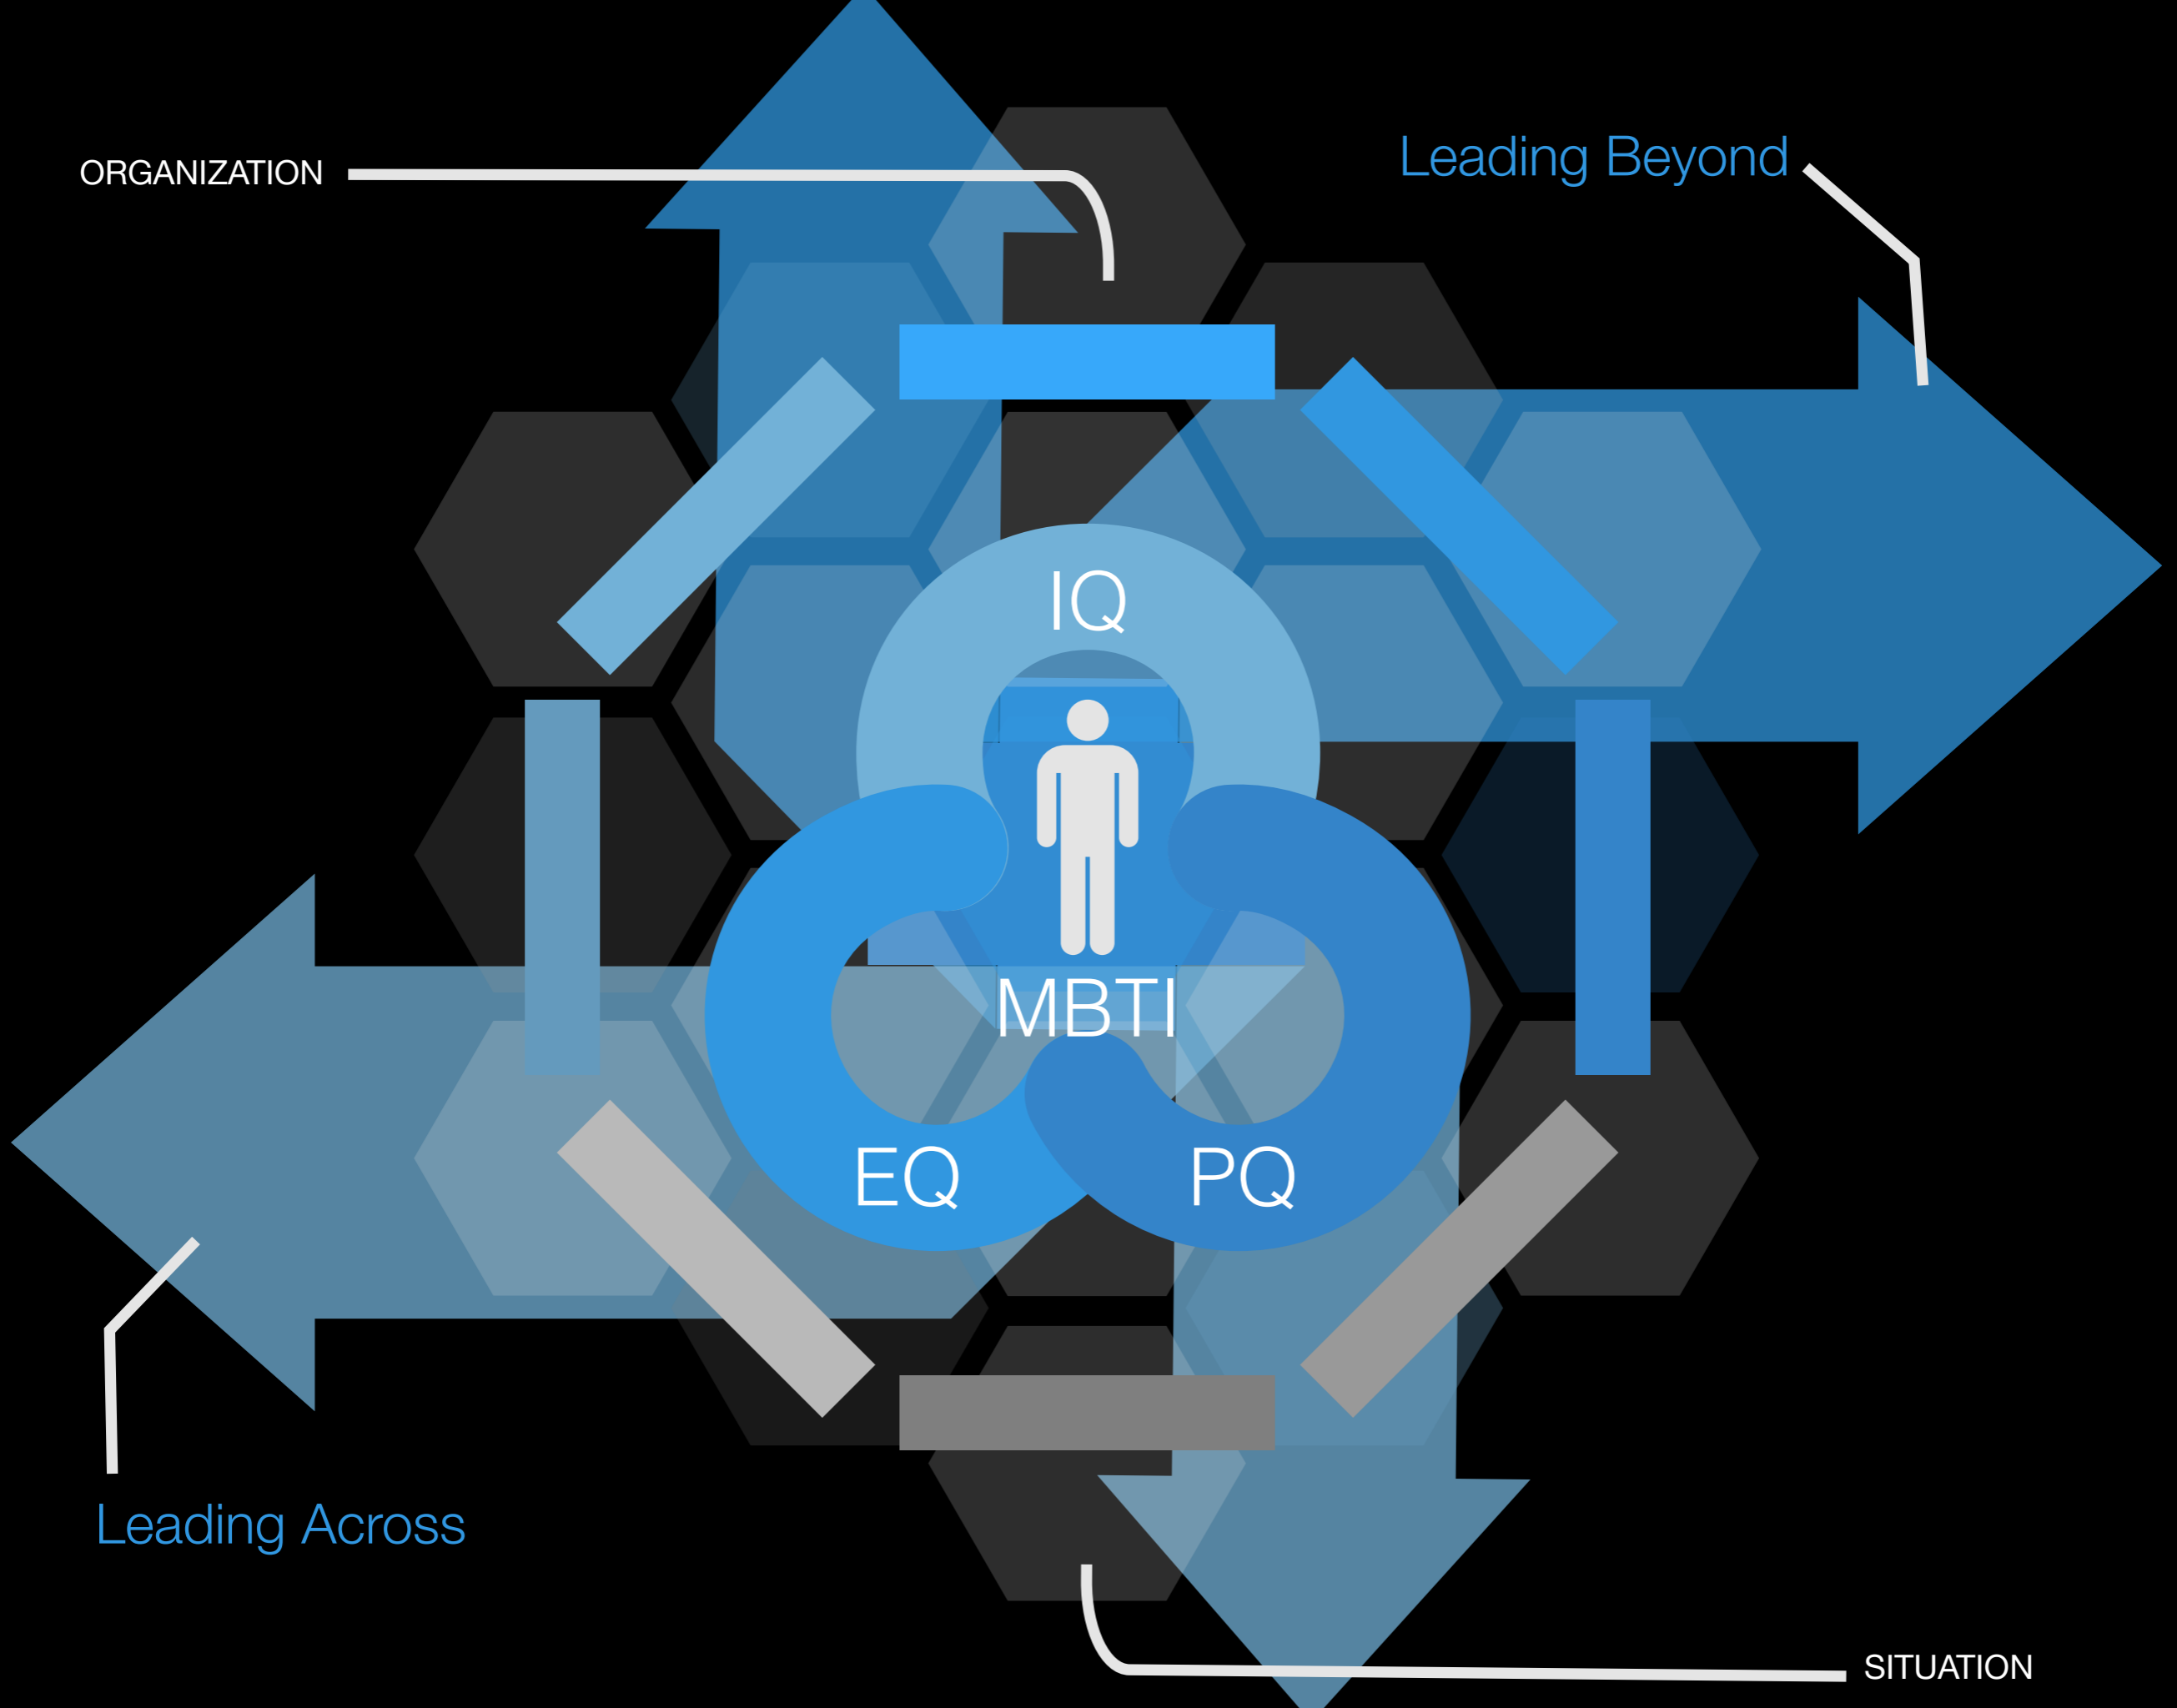 Leading Beyond
ORGANIZATION
IQ
MBTI
EQ
PQ
Leading Across
SITUATION